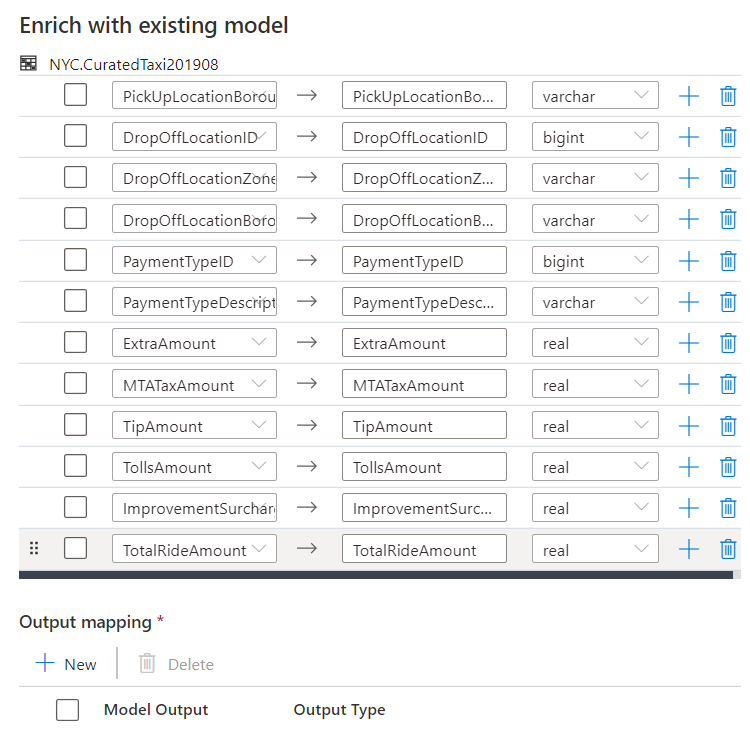 Enrich with existing model
NYC.CuratedTaxi201908
PickUpLocationBorou → PickUpLocationBo... varchar
DropOffLocationID → DropOffLocationID bigint
DropOffLocationZone → DropOffLocationZ... varchar
DropOffLocationBoro → DropOffLocationB... varchar
PaymentTypeID → PaymentTypeID bigint
PaymentTypeDescript → PaymentTypeDesc... varchar
ExtraAmount → ExtraAmount real
MTATaxAmount → MTATaxAmount real
TipAmount → TipAmount real
TollsAmount → TollsAmount real
ImprovementSurchar → ImprovementSurc... real
TotalRideAmount → TotalRideAmount real
Output mapping *
New Delete
Model Output Output Type